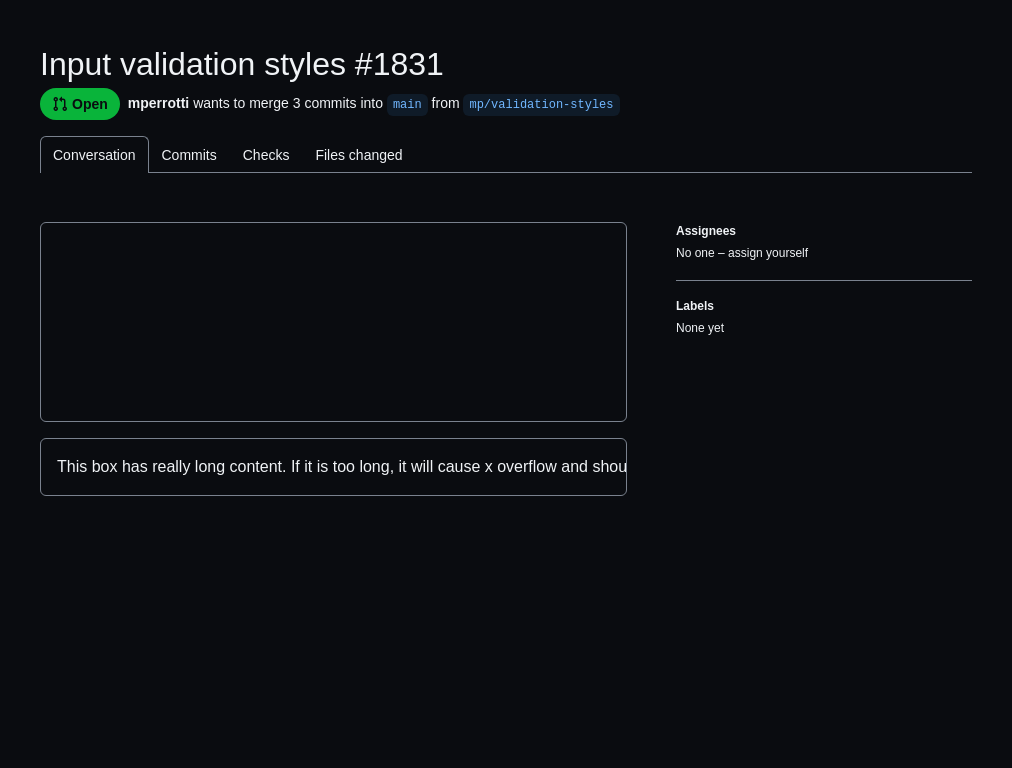 Input validation styles #1831
Open mperrotti wants to merge 3 commits into main from mp/validation-styles
Conversation Commits Checks Files changed
Assignees
No one – assign yourself
Labels
None yet
This box has really long content. If it is too long, it will cause x overflow and shou